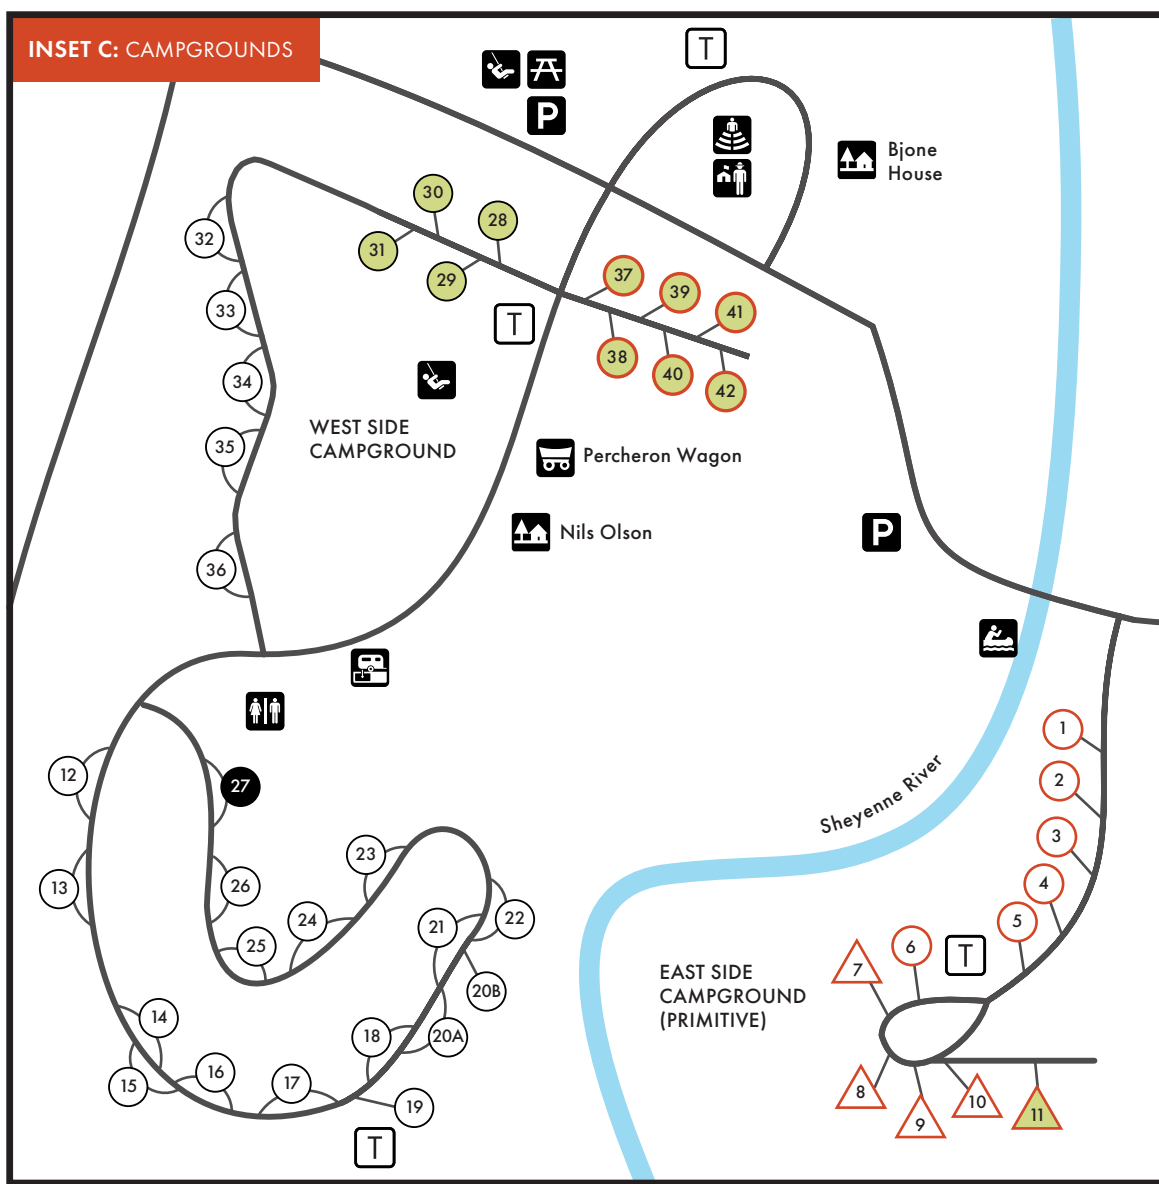 INSET C: CAMPGROUNDS
T
P
Bjone
House
30
28
31
29
32
33
34
35
36
37
39
41
38
40
42
T
WEST SIDE
CAMPGROUND
Percheron Wagon
Nils Olson
P
12
27
13
26
23
24
25
21
22
20B
20A
14
15
16
17
18
19
T
Sheyenne River
1
2
3
4
5
6
T
7
EAST SIDE
CAMPGROUND
(PRIMITIVE)
8
9
10
11